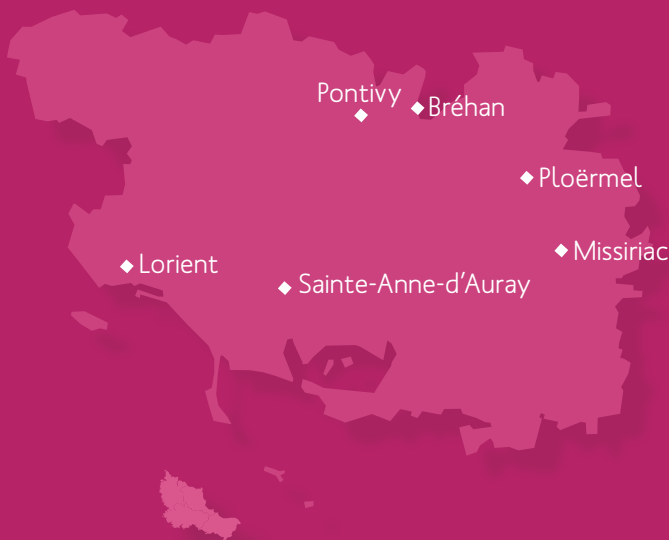 Pontivy
Bréhan
Ploërmel
Missiriac
Lorient
Sainte-Anne-d'Auray